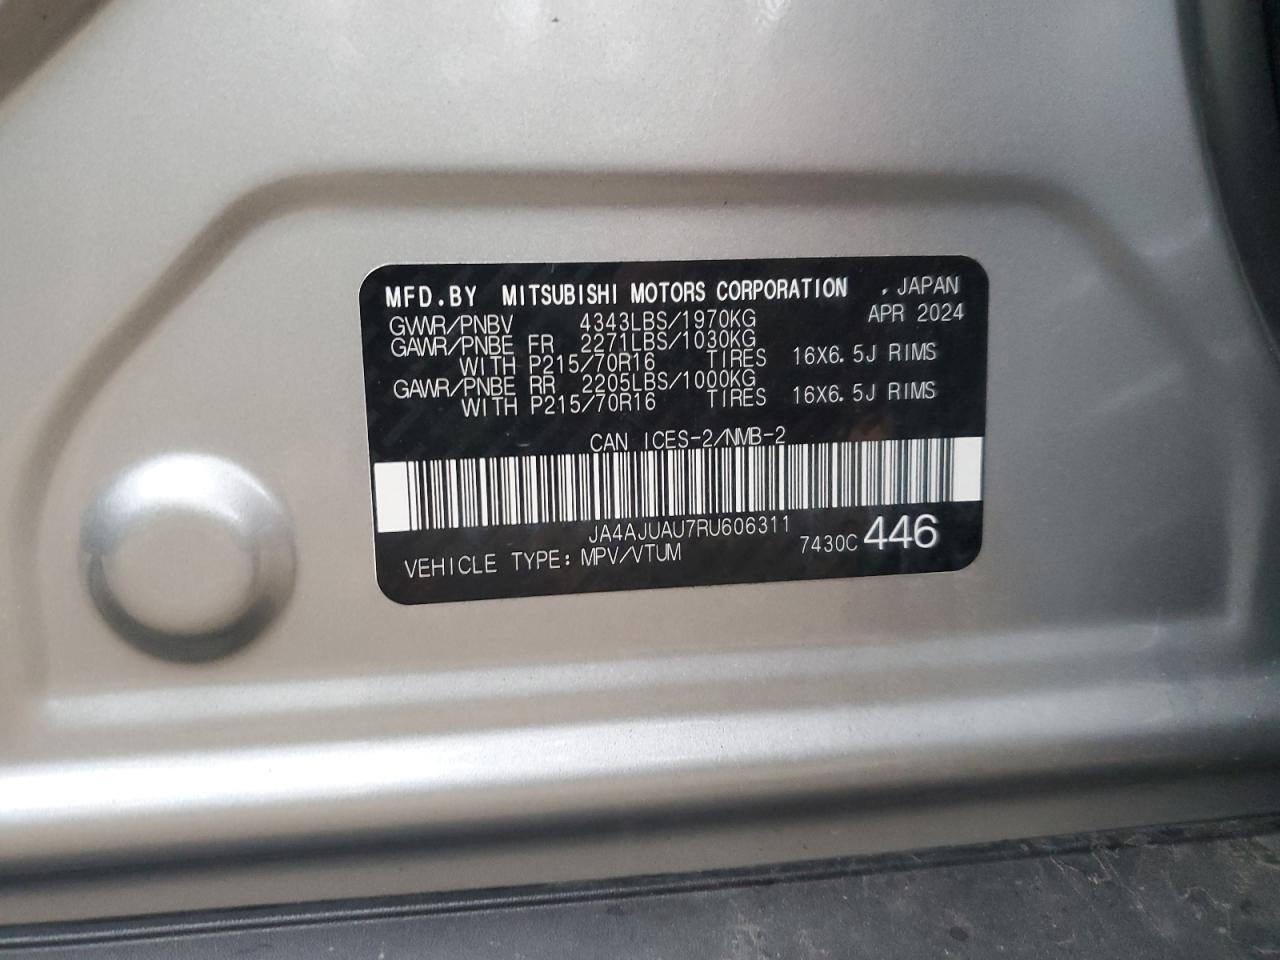 MFD.BY MITSUBISHI MOTORS CORPORATION , JAPAN
GVWR/PNBV 4343LBS/1970KG APR 2024
GAWR/PNBE FR 2271LBS/1030KG
WITH P215/70R16 TIRES 16X6.5J RIMS
GAWR/PNBE RR 2205LBS/1000KG
WITH P215/70R16 TIRES 16X6.5J RIMS
CAN ICES-2/NMB-2
JA4AJUAU7RU606311
VEHICLE TYPE: MPV/VTUM 7430C 446